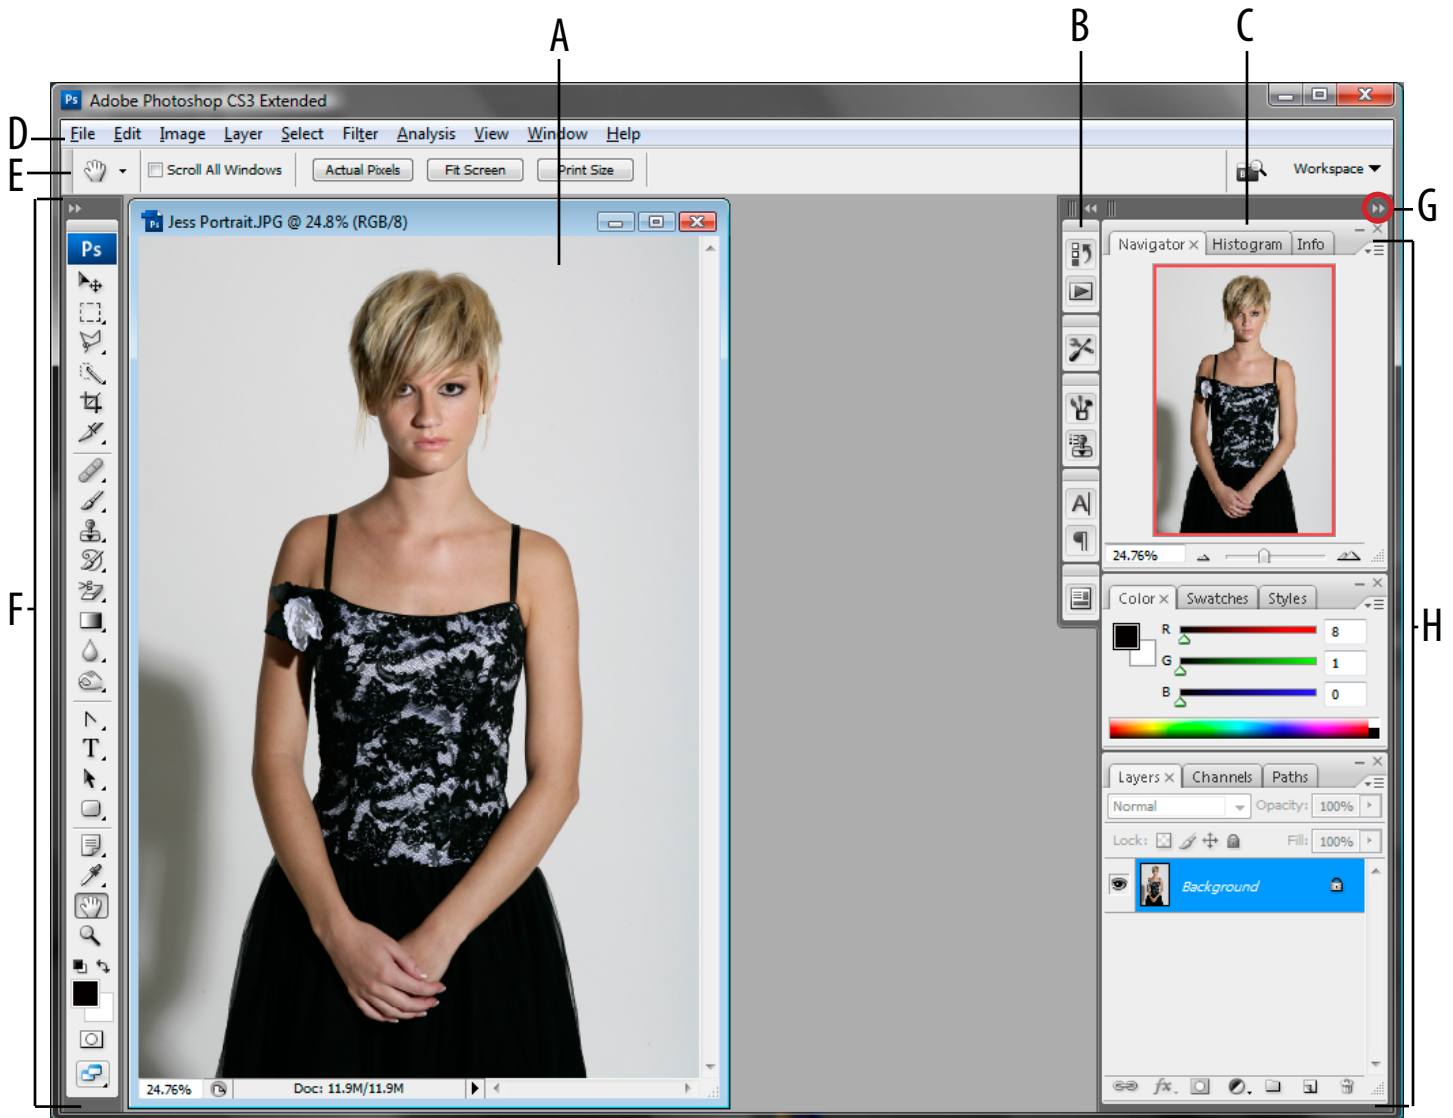 A
B
C
Ps Adobe Photoshop CS3 Extended
D
File Edit Image Layer Select Filter Analysis View Window Help
E
Scroll All Windows Actual Pixels Fit Screen Print Size Workspace
G
Ps Jess Portrait.JPG @ 24.8% (RGB/8)
Ps
Navigator × Histogram Info
A
T
24.76%
Color × Swatches Styles
R 8
G 1
B 0
F
H
Layers × Channels Paths
Normal Opacity: 100%
Lock: Fill: 100%
Background
fx.
24.76% Doc: 11.9M/11.9M